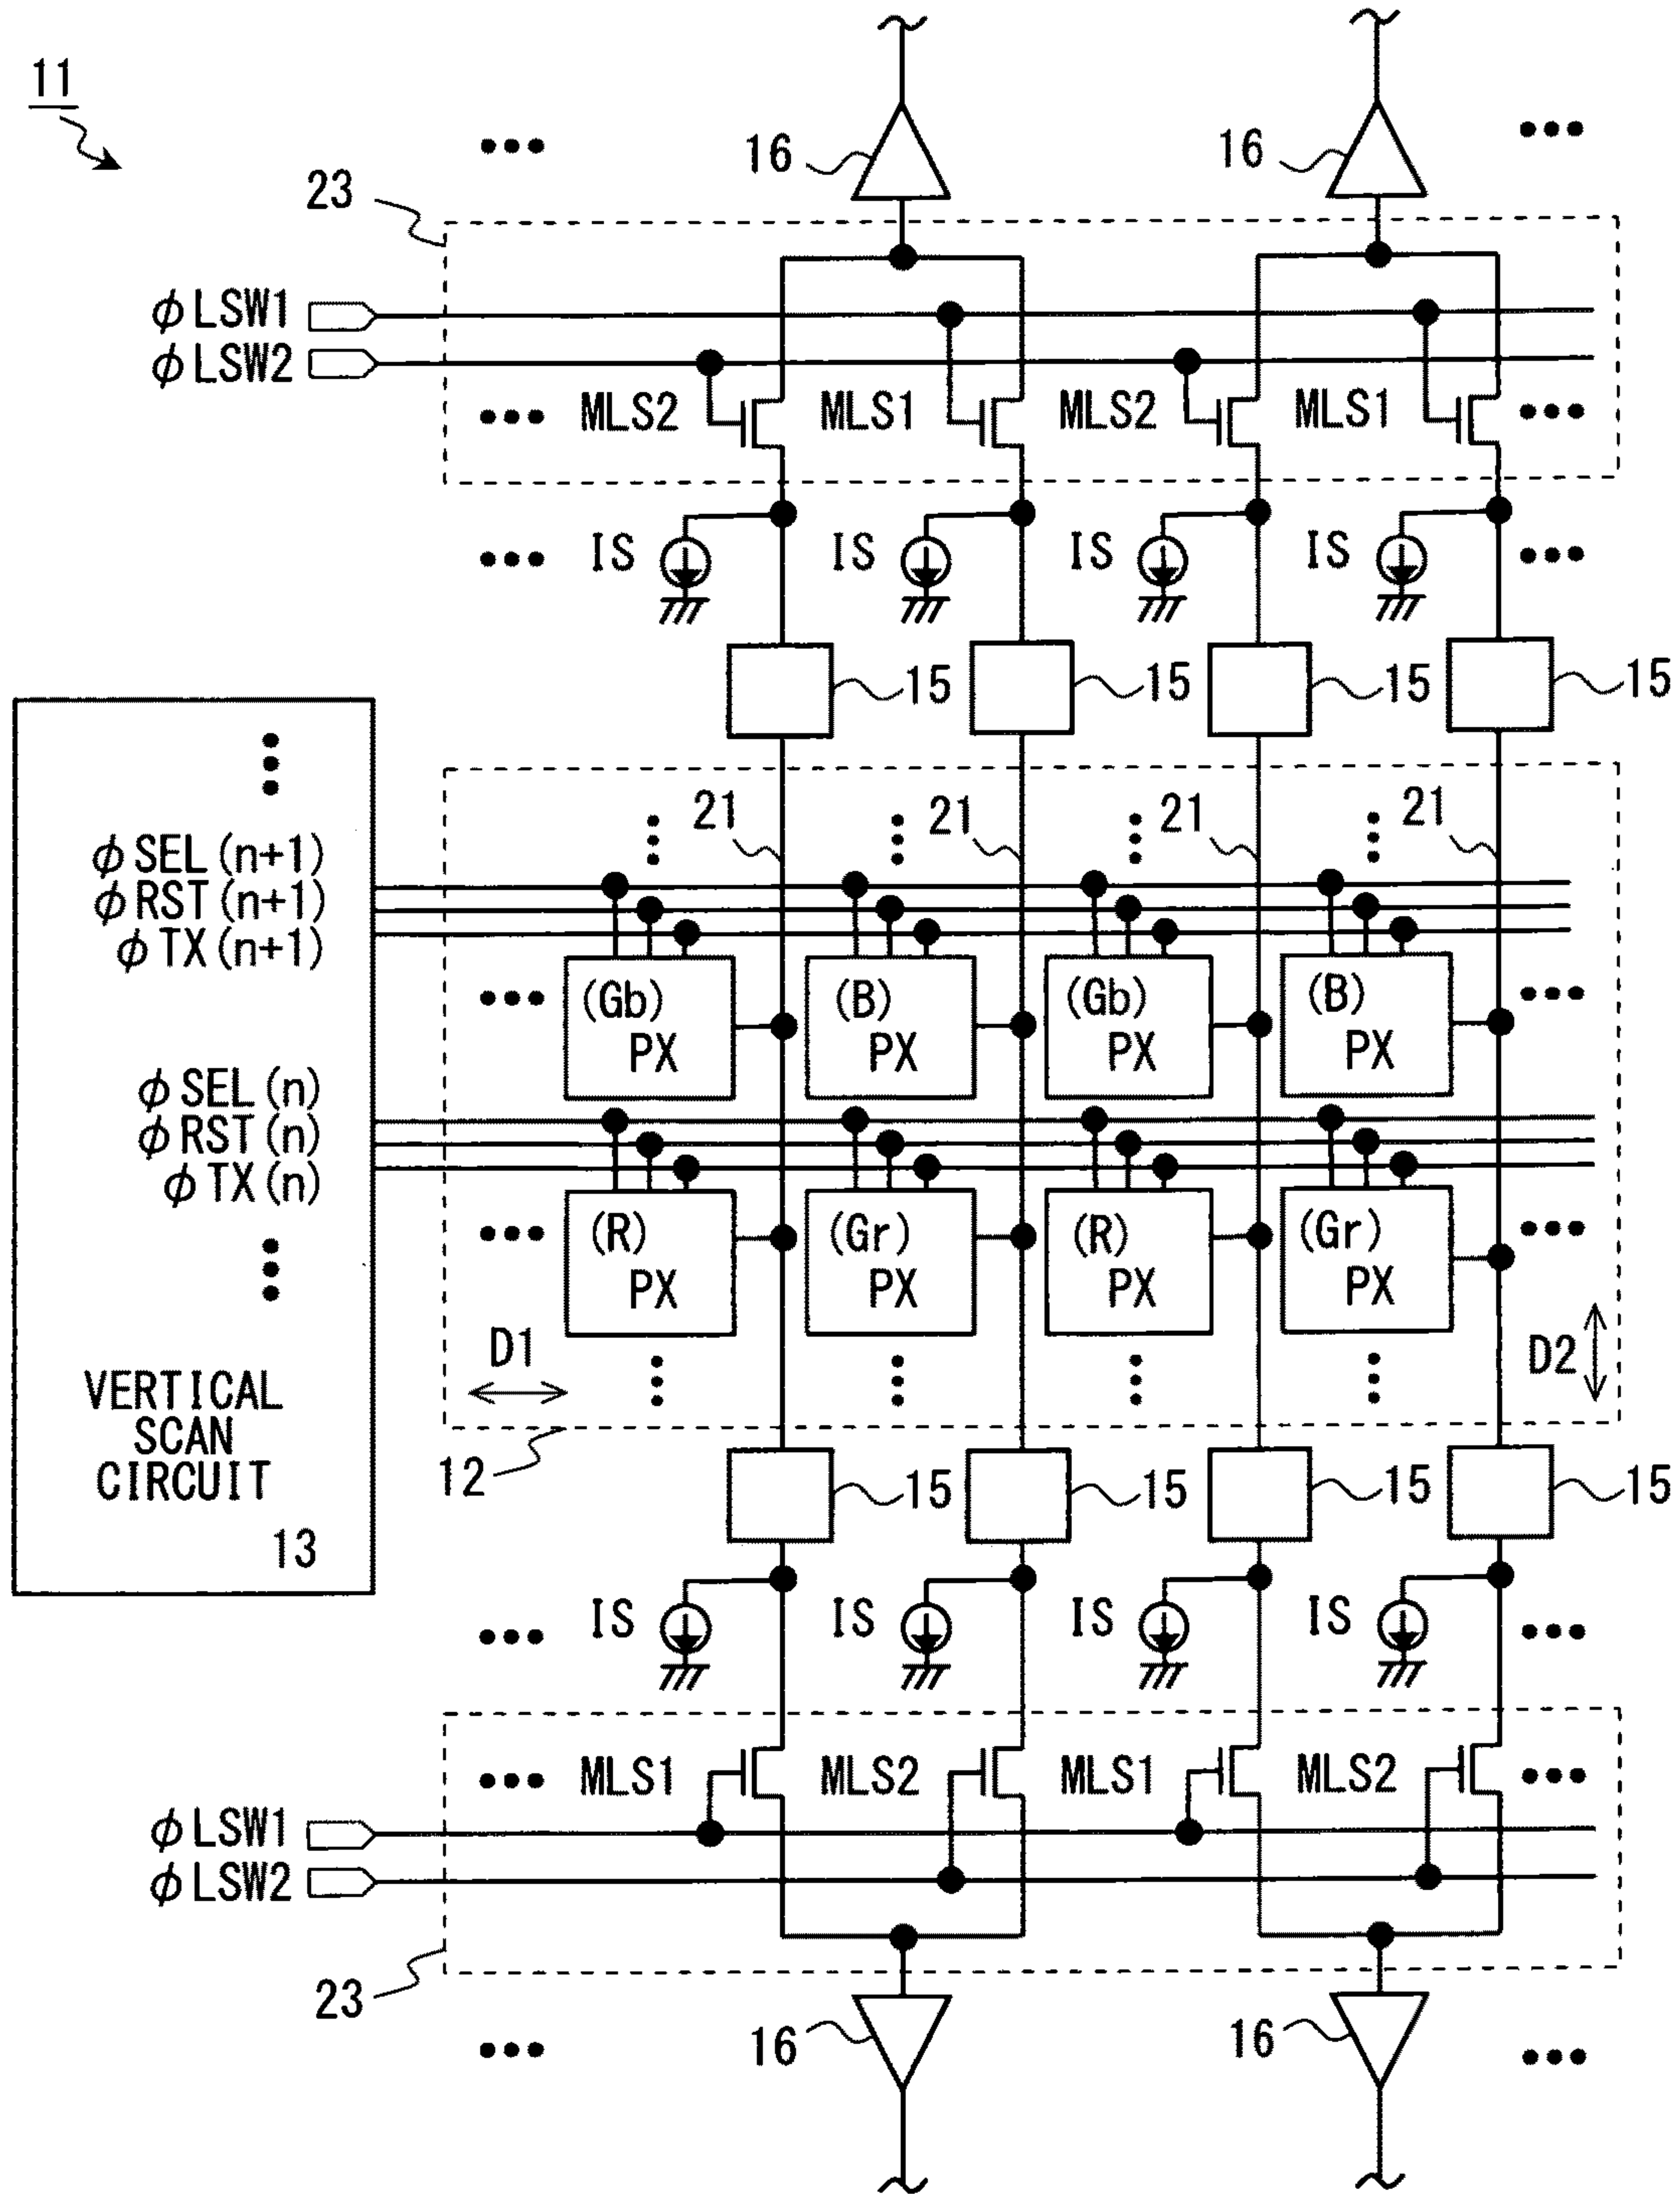 11
16 16
23
φLSW1
φLSW2
MLS2 MLS1 MLS2 MLS1
IS IS IS IS
15 15 15 15
21 21 21 21
φSEL(n+1)
φRST(n+1)
φTX(n+1)
(Gb) (B) (Gb) (B)
PX PX PX PX
φSEL(n)
φRST(n)
φTX(n)
(R) (Gr) (R) (Gr)
PX PX PX PX
D1 D2
VERTICAL
SCAN
CIRCUIT
13
12
15 15 15 15
IS IS IS IS
MLS1 MLS2 MLS1 MLS2
φLSW1
φLSW2
23
16 16